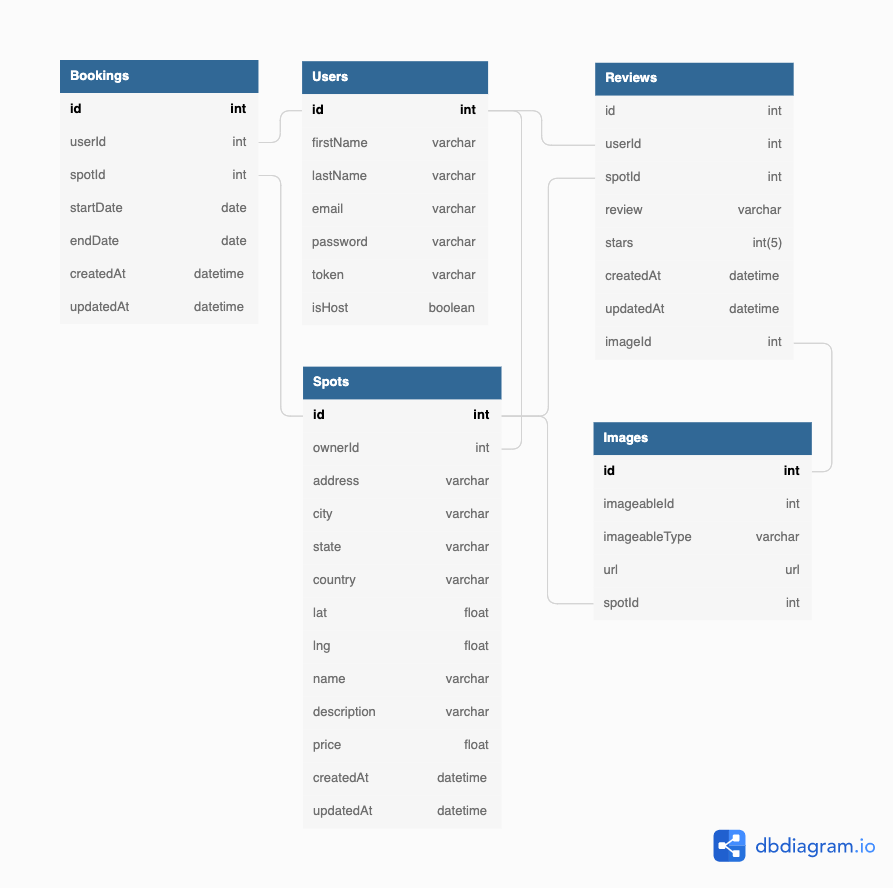 Bookings
id int
userId int
spotId int
startDate date
endDate date
createdAt datetime
updatedAt datetime
Users
id int
firstName varchar
lastName varchar
email varchar
password varchar
token varchar
isHost boolean
Reviews
id int
userId int
spotId int
review varchar
stars int(5)
createdAt datetime
updatedAt datetime
imageId int
Spots
id int
ownerId int
address varchar
city varchar
state varchar
country varchar
lat float
lng float
name varchar
description varchar
price float
createdAt datetime
updatedAt datetime
Images
id int
imageableId int
imageableType varchar
url url
spotId int
dbdiagram.io